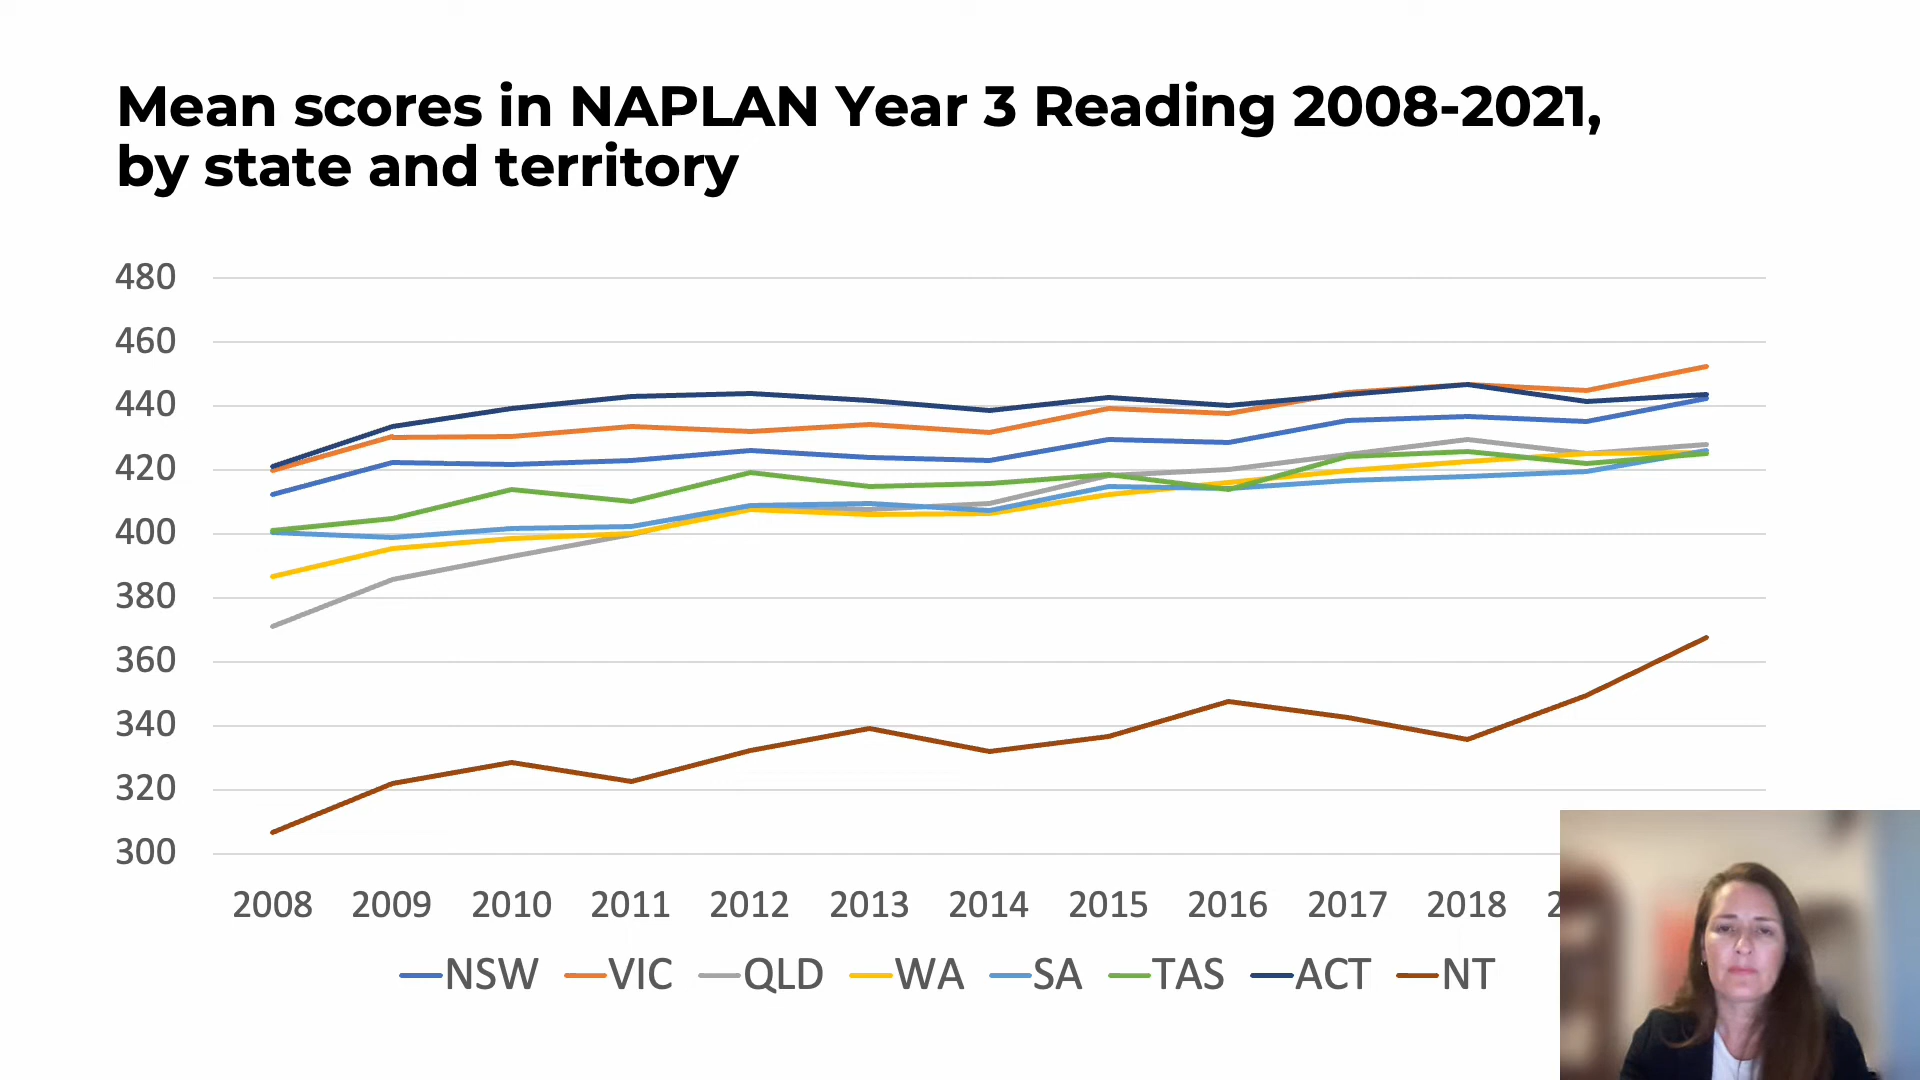 Mean scores in NAPLAN Year 3 Reading 2008-2021,
by state and territory
480
460
440
420
400
380
360
340
320
300
2008 2009 2010 2011 2012 2013 2014 2015 2016 2017 2018
NSW VIC QLD WA SA TAS ACT NT